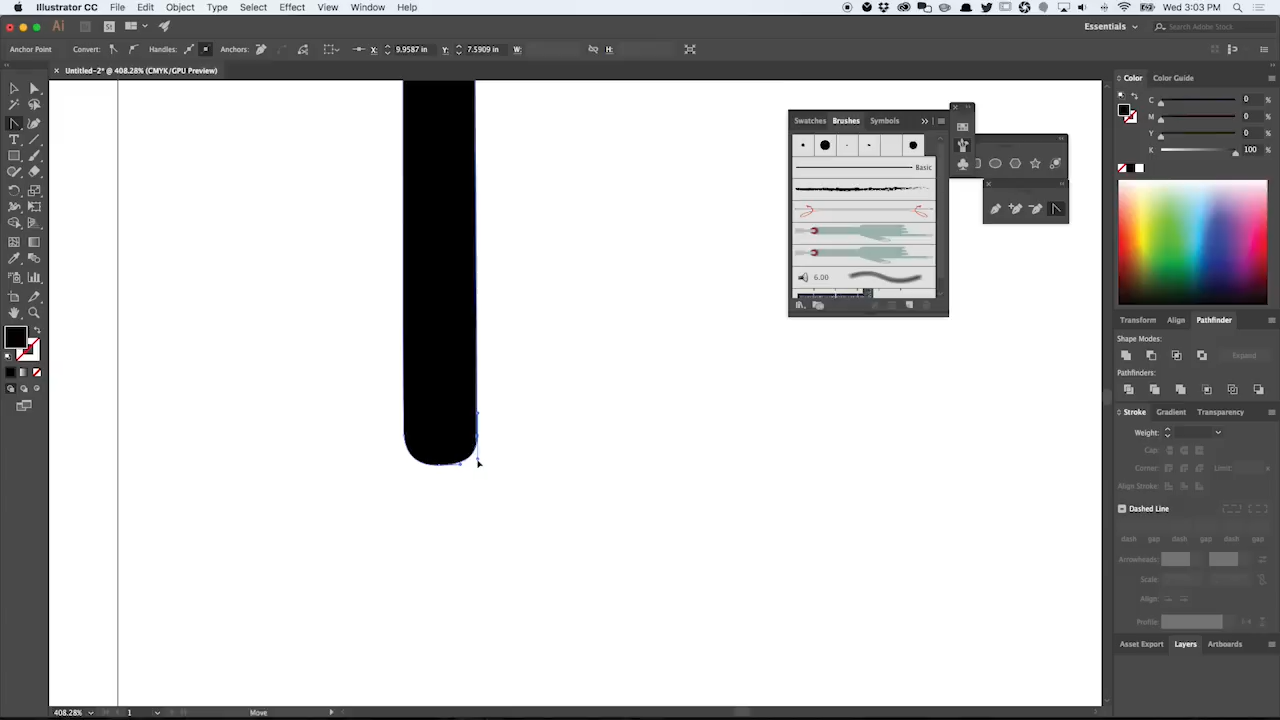 Illustrator CC File Edit Object Type Select Effect View Window Help
Wed 3:03 PM
Ai Br St Essentials Search Adobe Stock
Anchor Point Convert: Handles: Anchors: X: 9.9587 in Y: 7.5909 in W: H:
Untitled-2* @ 408.28% (CMYK/GPU Preview)
Color Color Guide
C 0 %
M 0 %
Y 0 %
K 100 %
Swatches Brushes Symbols
Basic
6.00
Transform Align Pathfinder
Shape Modes:
Expand
Pathfinders:
Stroke Gradient Transparency
Weight:
Cap:
Corner: Limit: x
Align Stroke:
Dashed Line
dash gap dash gap dash gap
Arrowheads:
Scale:
Align:
Profile:
Asset Export Layers Artboards
408.28% 1 Move